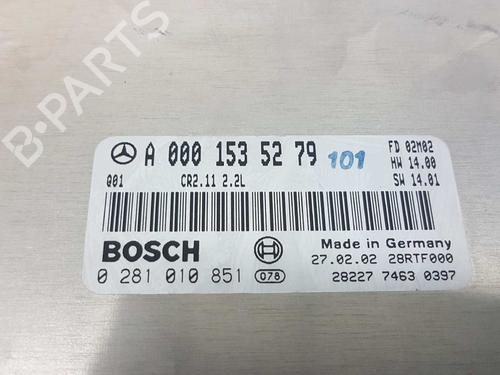 B-PARTS
A 000 153 52 79 101 FD 02M02
HW 14.00
Q01 CR2.11 2.2L SW 14.01
BOSCH Made in Germany
27.02.02 28RTF000
0 281 010 851 078 28227 7463 0397